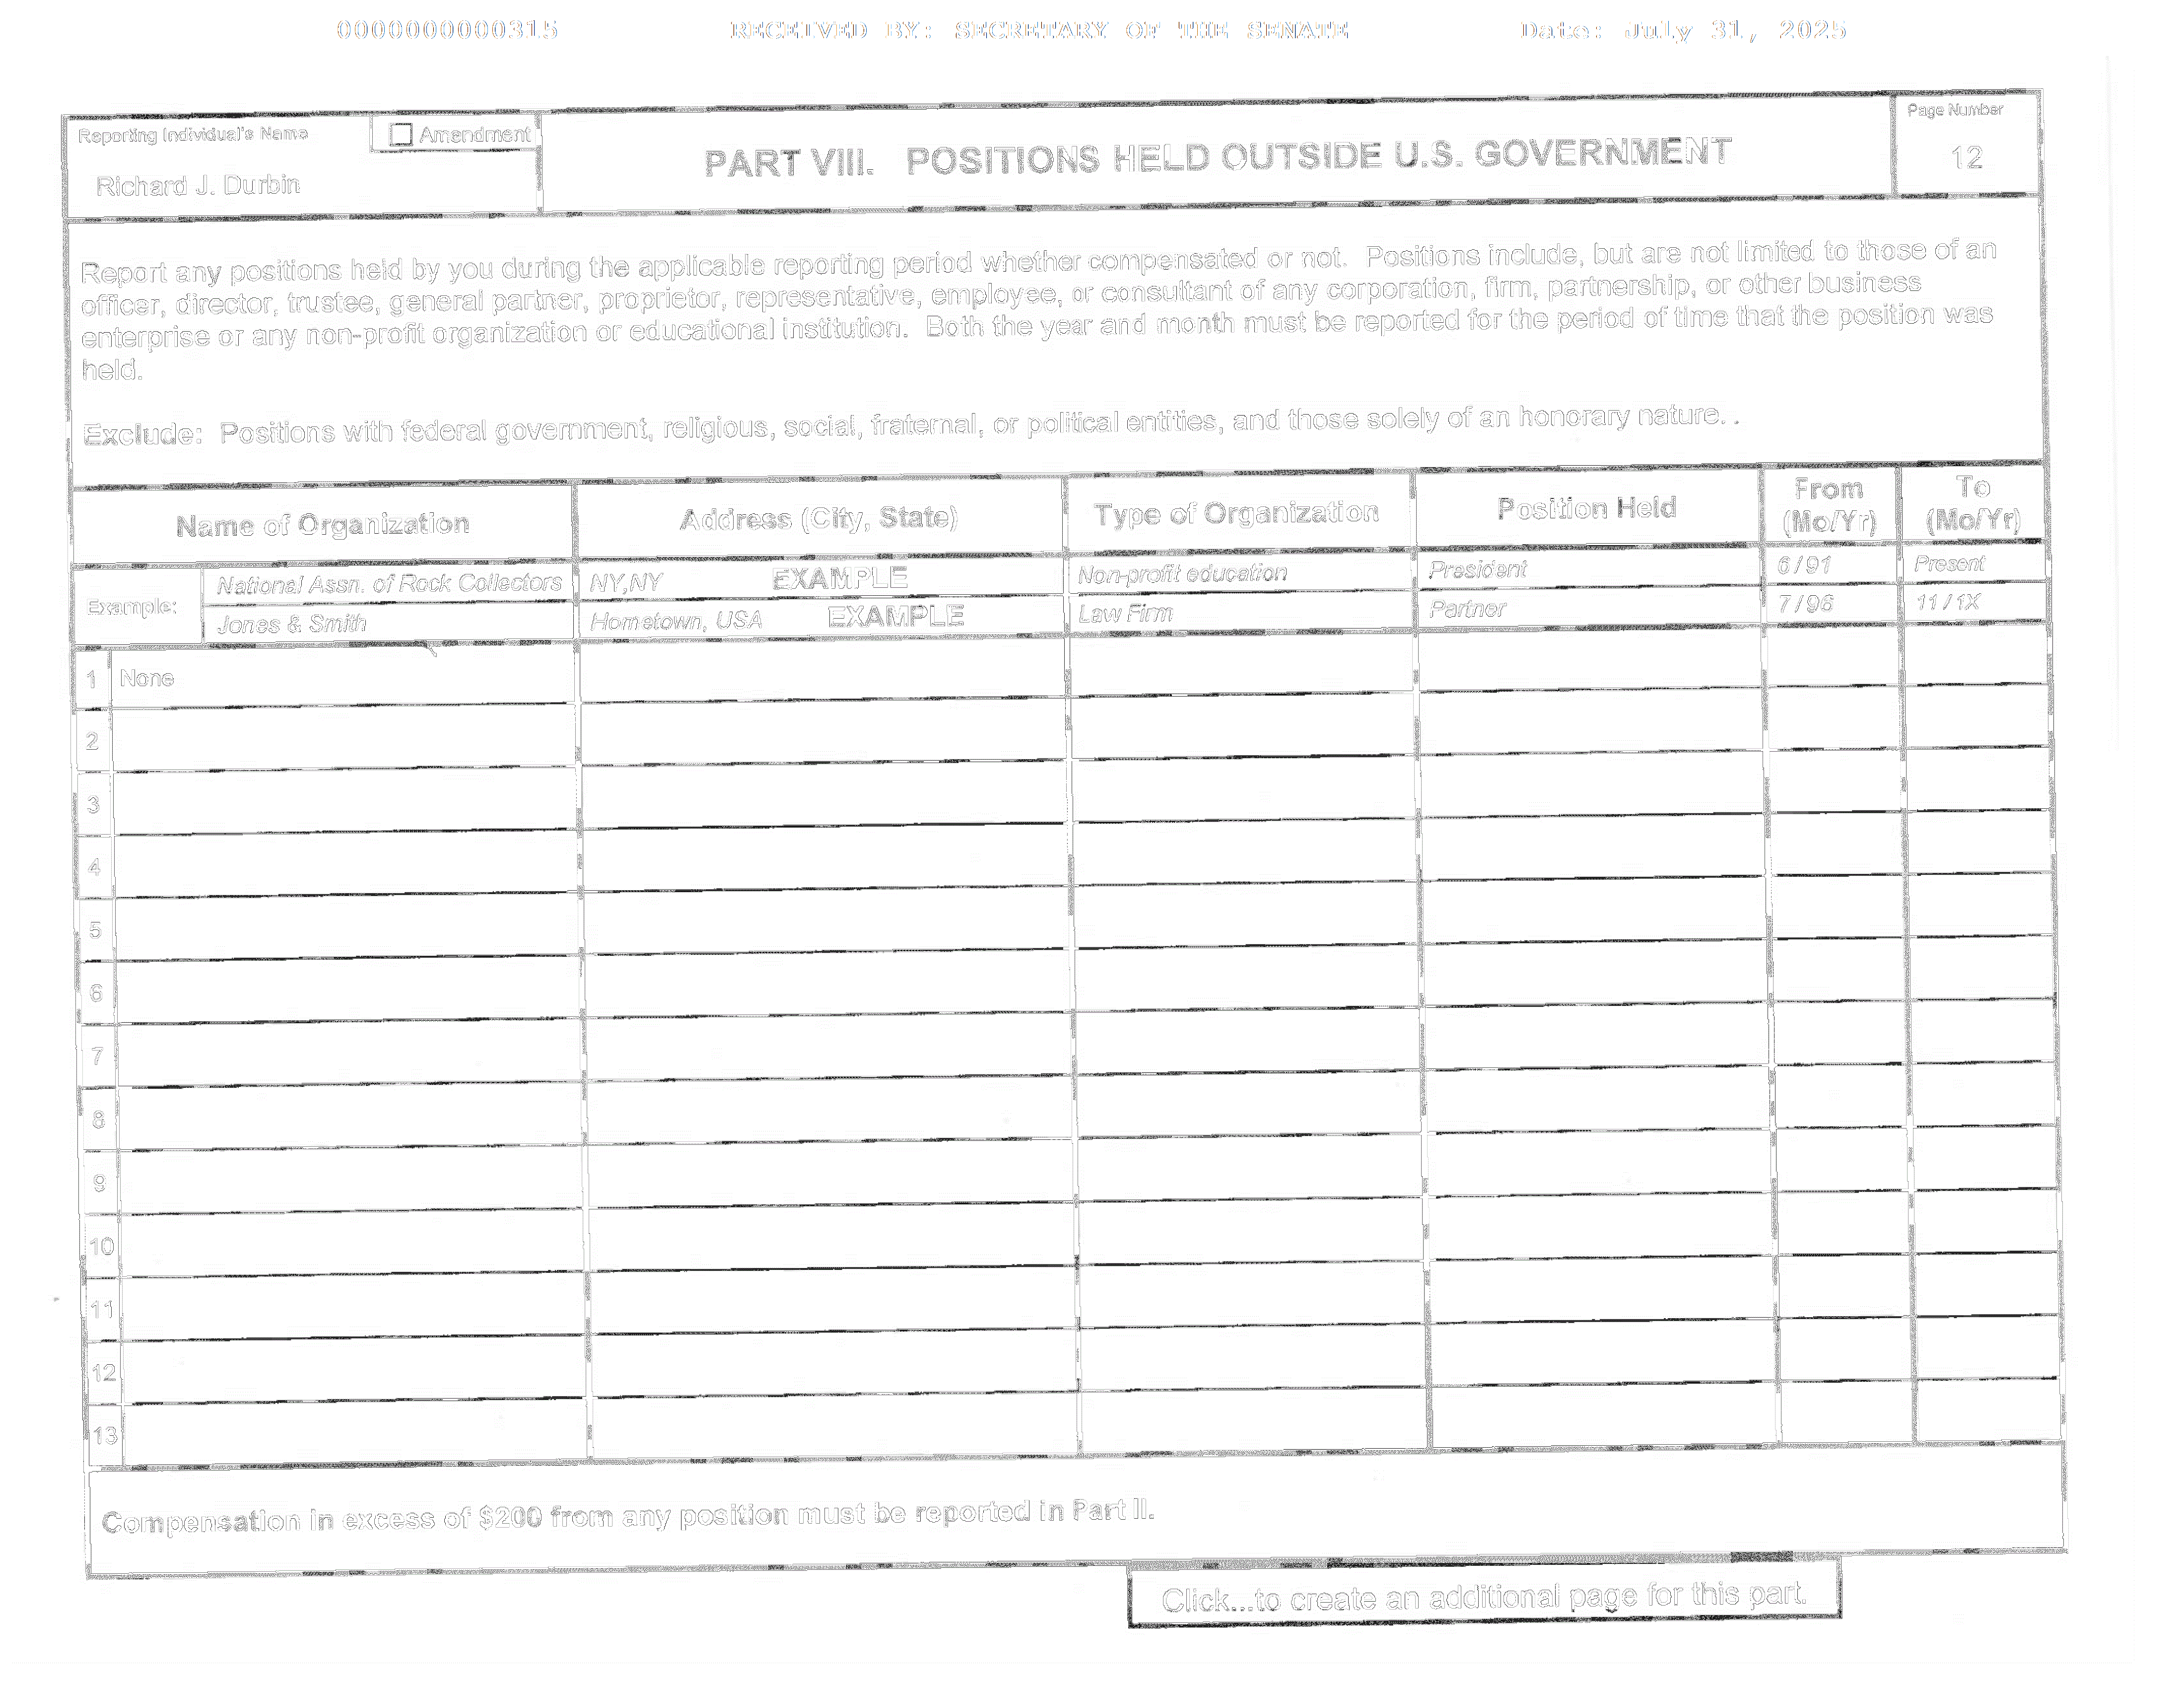 0000000000315 RECEIVED BY: SECRETARY OF THE SENATE Date: July 31, 2025
Reporting Individual's Name
Amendment
Richard J. Durbin
PART VIII. POSITIONS HELD OUTSIDE U.S. GOVERNMENT
Page Number
12
Report any positions held by you during the applicable reporting period whether compensated or not. Positions include, but are not limited to those of an
officer, director, trustee, general partner, proprietor, representative, employee, or consultant of any corporation, firm, partnership, or other business
enterprise or any non-profit organization or educational institution. Both the year and month must be reported for the period of time that the position was
held.
Exclude: Positions with federal government, religious, social, fraternal, or political entities, and those solely of an honorary nature. .
Name of Organization Address (City, State) Type of Organization Position Held From (Mo/Yr) To (Mo/Yr)
Example:
National Assn. of Rock Collectors NY,NY EXAMPLE Non-profit education President 6/91 Present
Jones & Smith Hometown, USA EXAMPLE Law Firm Partner 7/96 11/1X
1 None
2
3
4
5
6
7
8
9
10
11
12
13
Compensation in excess of $200 from any position must be reported in Part II.
Click...to create an additional page for this part.